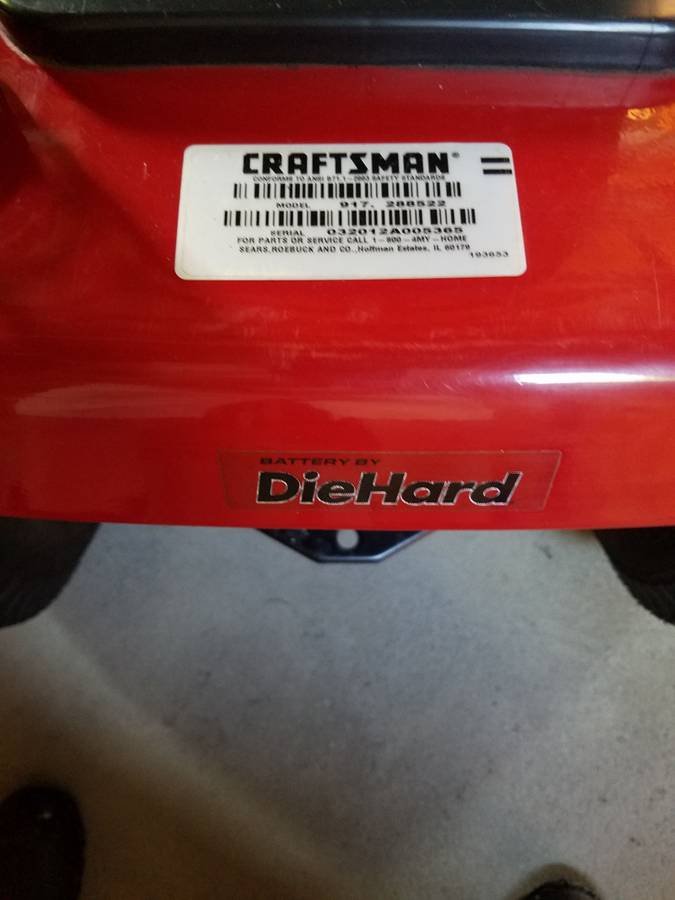 CRAFTSMAN®
CONFORMS TO ANSI B71.1-2003 SAFETY STANDARDS
MODEL 917. 288522
SERIAL 032012A005365
FOR PARTS OR SERVICE CALL 1-800-4MY-HOME
SEARS,ROEBUCK AND CO.,Hoffman Estates, IL 60179
193653
BATTERY BY
DieHard